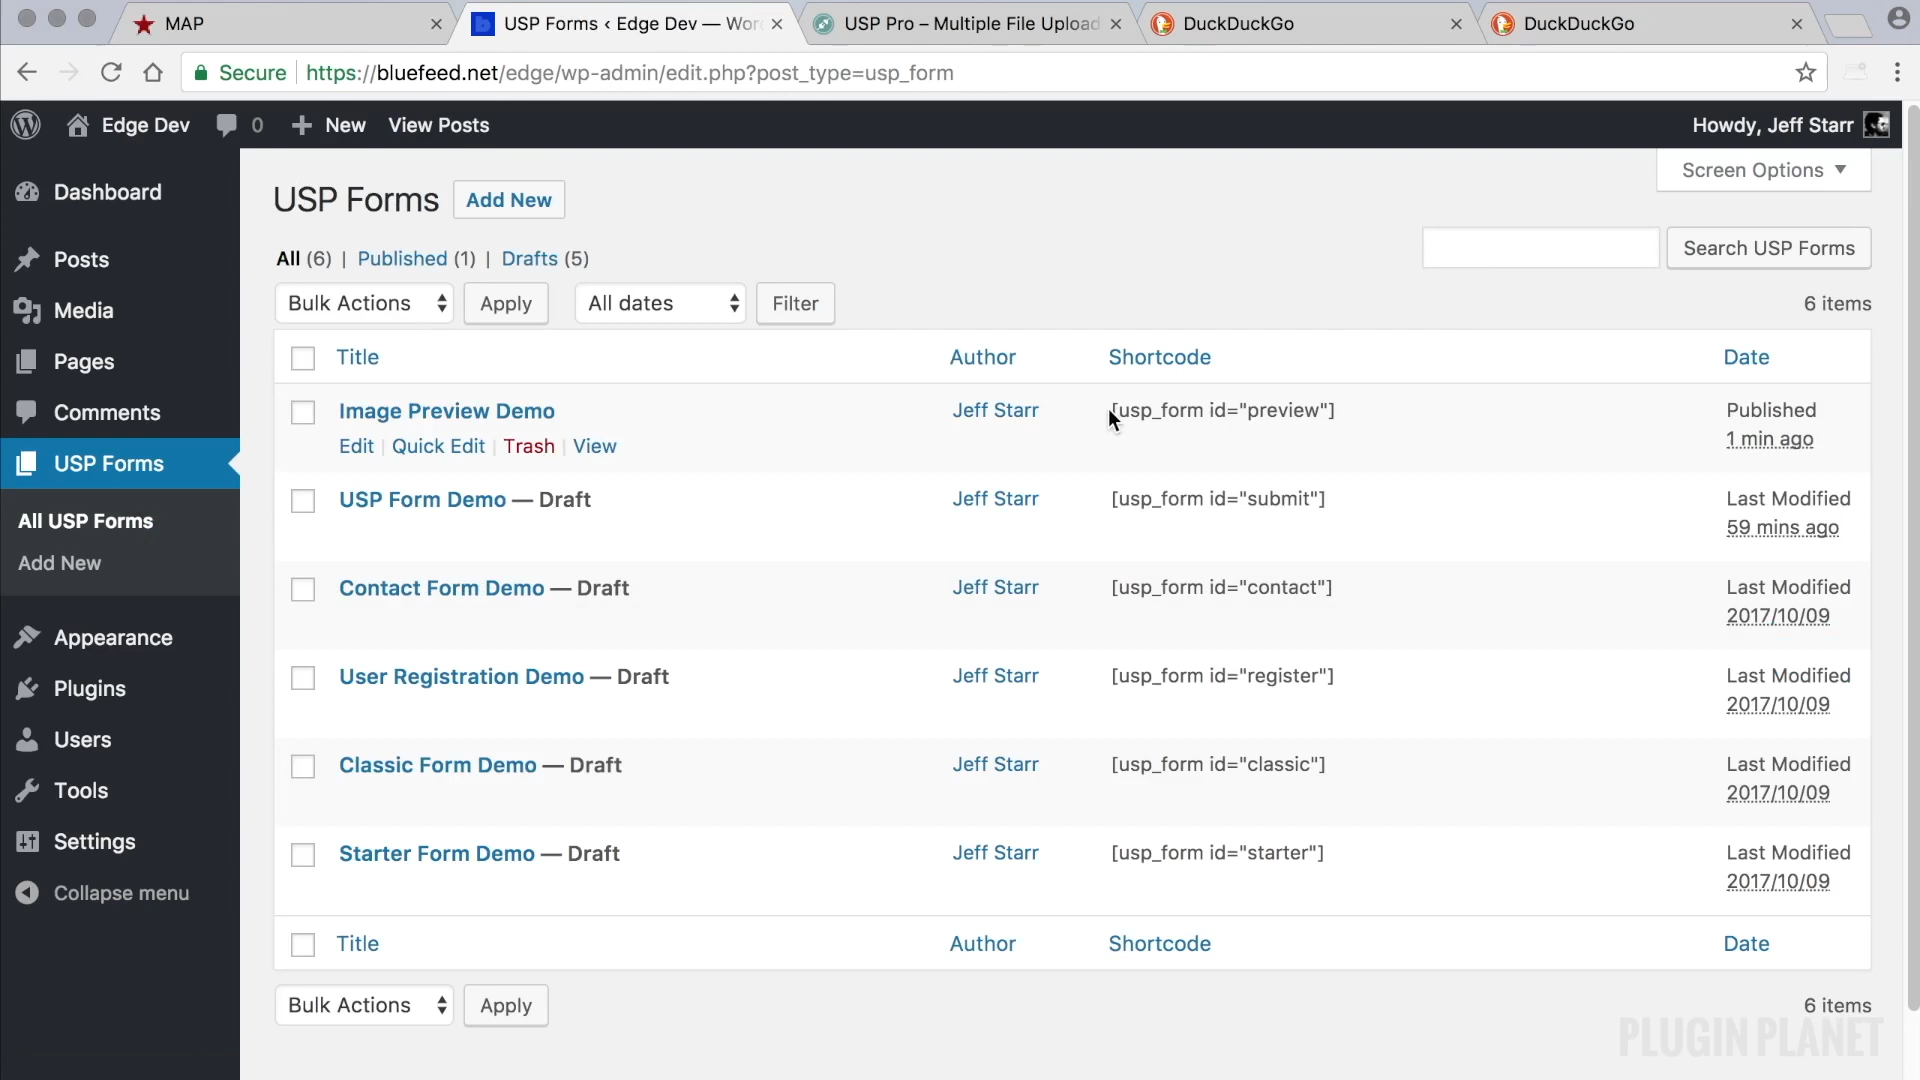 MAP
USP Forms ‹ Edge Dev — Wor
USP Pro – Multiple File Upload
DuckDuckGo
DuckDuckGo
Secure https://bluefeed.net/edge/wp-admin/edit.php?post_type=usp_form
Edge Dev 0 New View Posts Howdy, Jeff Starr
Screen Options
Dashboard
Posts
Media
Pages
Comments
USP Forms
All USP Forms
Add New
Appearance
Plugins
Users
Tools
Settings
Collapse menu
USP Forms Add New
All (6) | Published (1) | Drafts (5)
Search USP Forms
Bulk Actions Apply All dates Filter 6 items
Title Author Shortcode Date
Image Preview Demo Jeff Starr [usp_form id="preview"] Published
Edit | Quick Edit | Trash | View 1 min ago
USP Form Demo — Draft Jeff Starr [usp_form id="submit"] Last Modified
59 mins ago
Contact Form Demo — Draft Jeff Starr [usp_form id="contact"] Last Modified
2017/10/09
User Registration Demo — Draft Jeff Starr [usp_form id="register"] Last Modified
2017/10/09
Classic Form Demo — Draft Jeff Starr [usp_form id="classic"] Last Modified
2017/10/09
Starter Form Demo — Draft Jeff Starr [usp_form id="starter"] Last Modified
2017/10/09
Title Author Shortcode Date
Bulk Actions Apply 6 items
PLUGIN PLANET